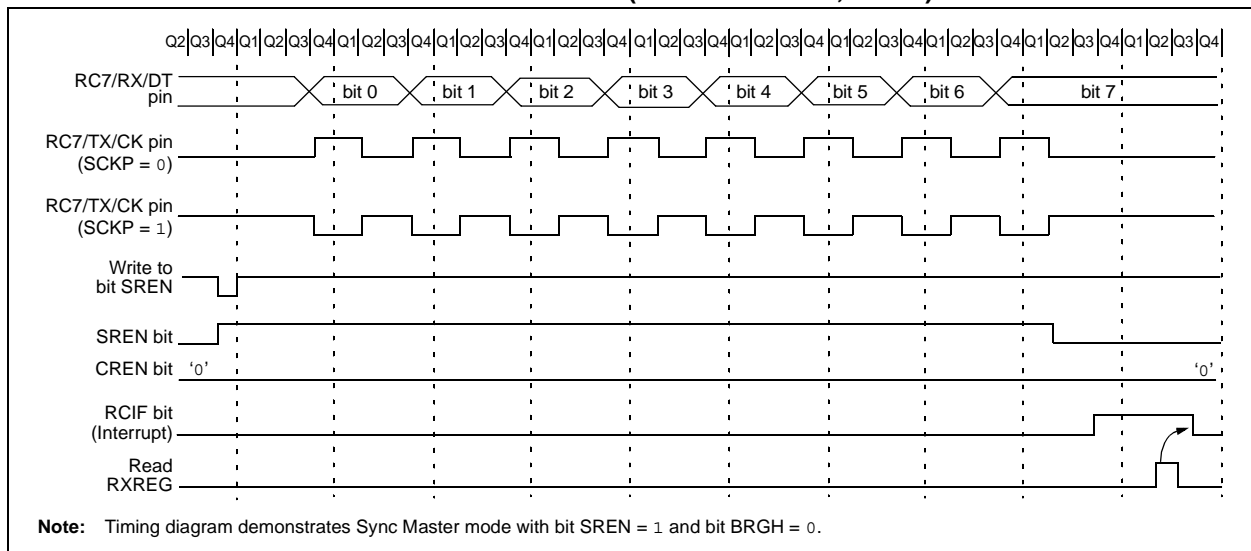 Q2 Q3 Q4 Q1 Q2 Q3 Q4 Q1 Q2 Q3 Q4 Q1 Q2 Q3 Q4 Q1 Q2 Q3 Q4 Q1 Q2 Q3 Q4 Q1 Q2 Q3 Q4 Q1 Q2 Q3 Q4 Q1 Q2 Q3 Q4 Q1 Q2 Q3 Q4 Q1 Q2 Q3 Q4
RC7/RX/DT
pin
bit 0 bit 1 bit 2 bit 3 bit 4 bit 5 bit 6 bit 7
RC7/TX/CK pin
(SCKP = 0)
RC7/TX/CK pin
(SCKP = 1)
Write to
bit SREN
SREN bit
CREN bit '0' '0'
RCIF bit
(Interrupt)
Read
RXREG
Note: Timing diagram demonstrates Sync Master mode with bit SREN = 1 and bit BRGH = 0.